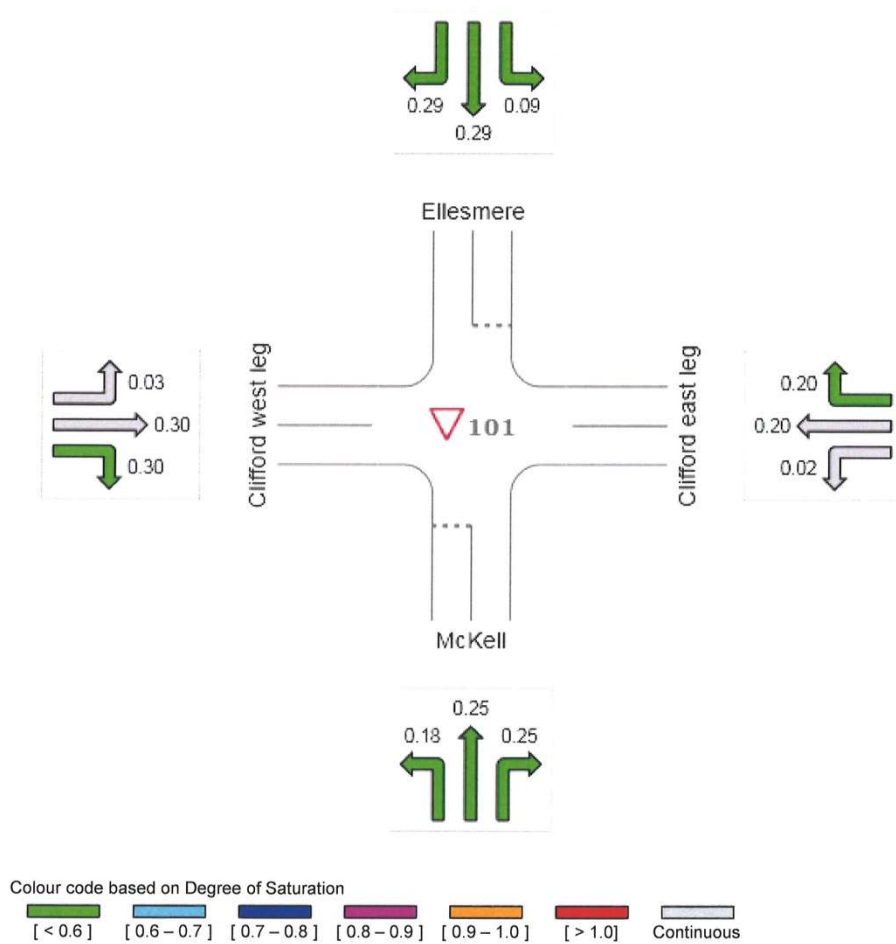 0.29
0.09
0.29
Ellesmere
Clifford west leg
0.03
0.30
0.30
101
Clifford east leg
0.20
0.20
0.02
McKell
0.25
0.18
0.25
Colour code based on Degree of Saturation
[ < 0.6 ]
[ 0.6 – 0.7 ]
[ 0.7 – 0.8 ]
[ 0.8 – 0.9 ]
[ 0.9 – 1.0 ]
[ > 1.0]
Continuous